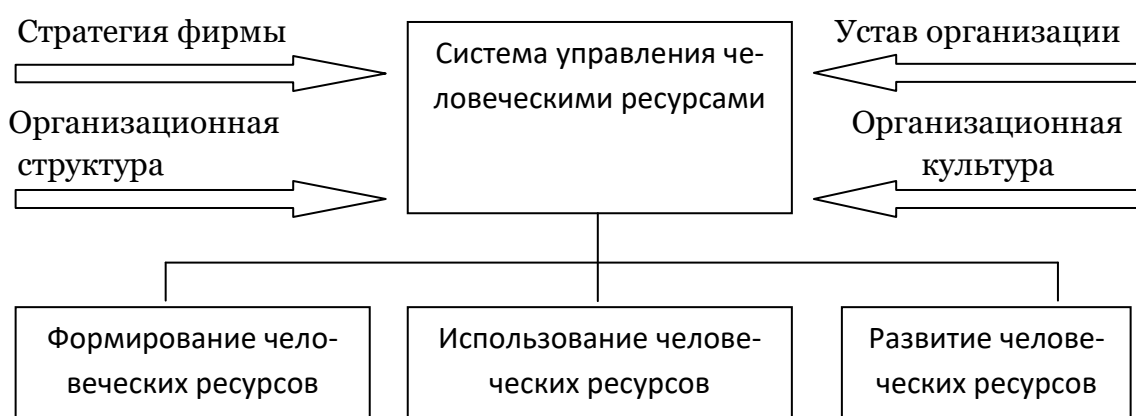 Стратегия фирмы
Организационная
структура
Система управления че-
ловеческими ресурсами
Устав организации
Организационная
культура
Формирование чело-
веческих ресурсов
Использование челове-
ческих ресурсов
Развитие челове-
ческих ресурсов